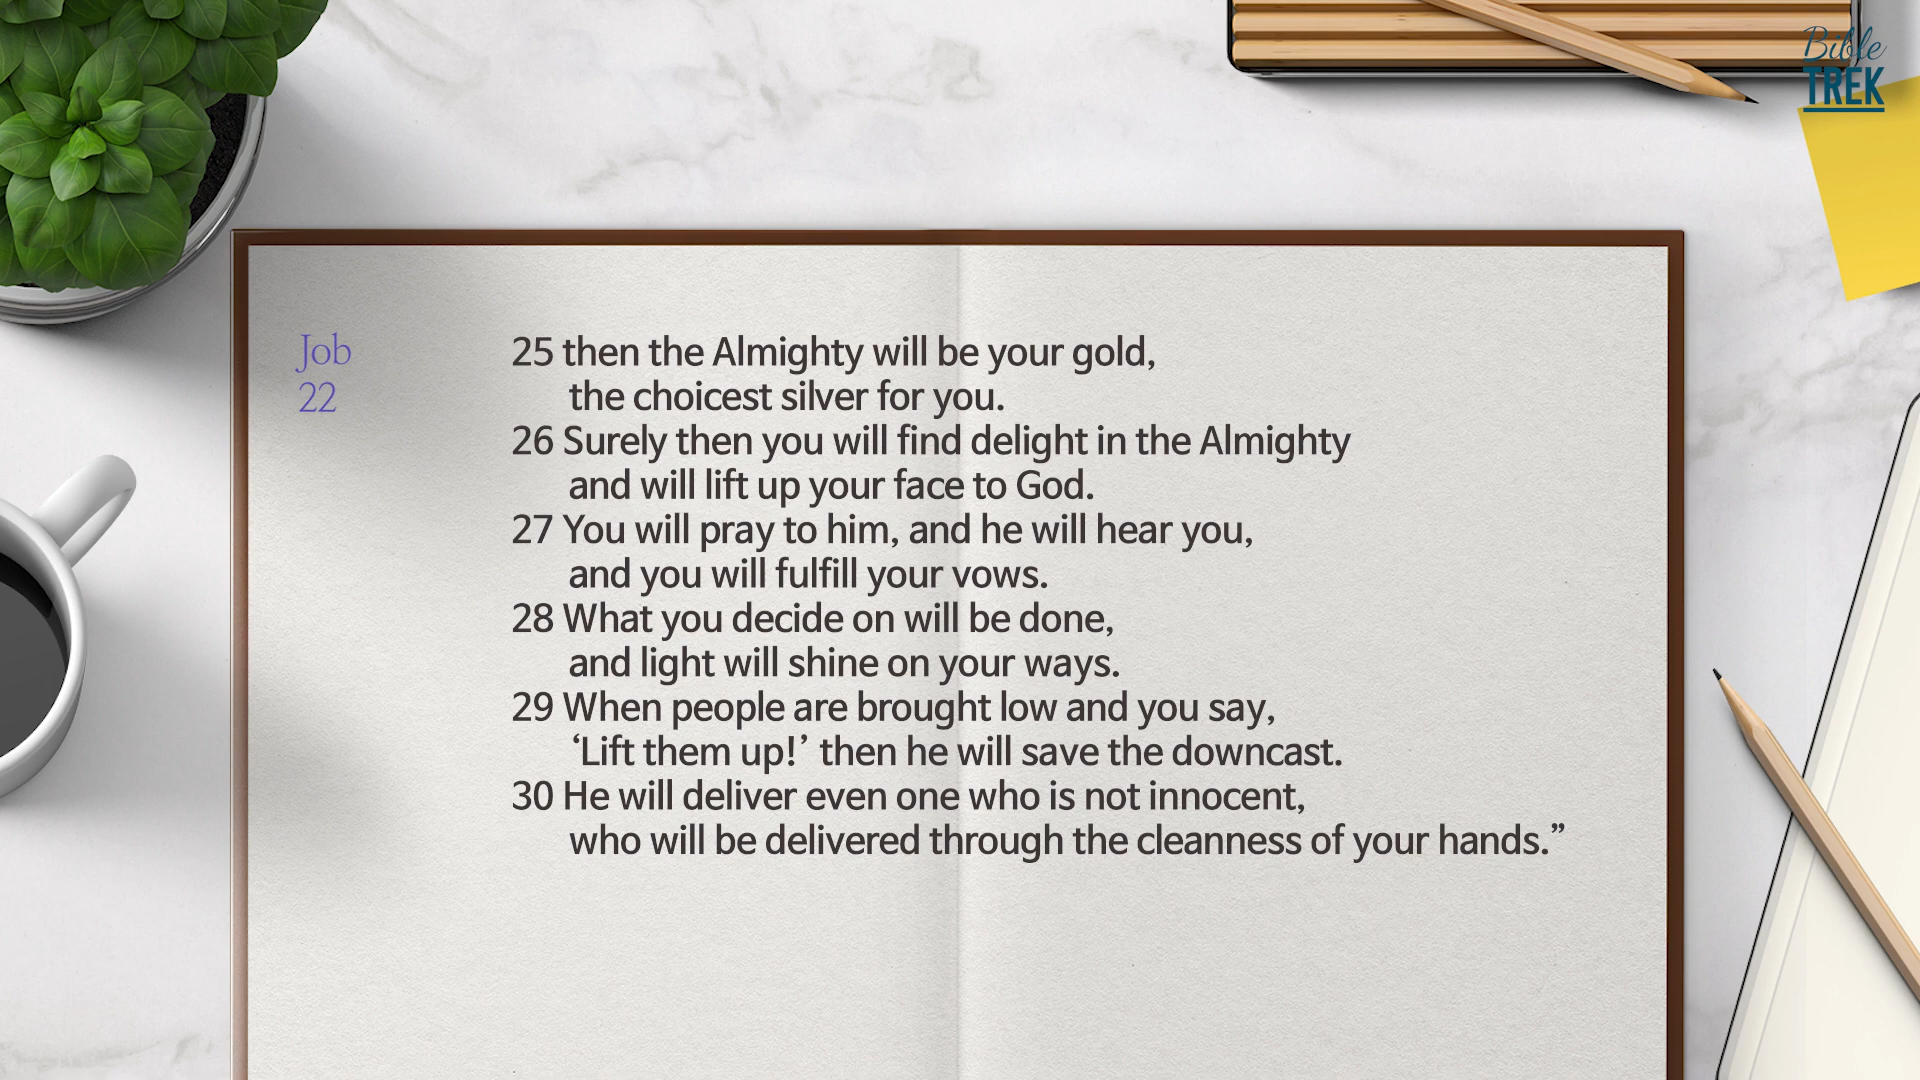 Bible
TREK
Job
22
25 then the Almighty will be your gold,
the choicest silver for you.
26 Surely then you will find delight in the Almighty
and will lift up your face to God.
27 You will pray to him, and he will hear you,
and you will fulfill your vows.
28 What you decide on will be done,
and light will shine on your ways.
29 When people are brought low and you say,
‘Lift them up!’ then he will save the downcast.
30 He will deliver even one who is not innocent,
who will be delivered through the cleanness of your hands.”